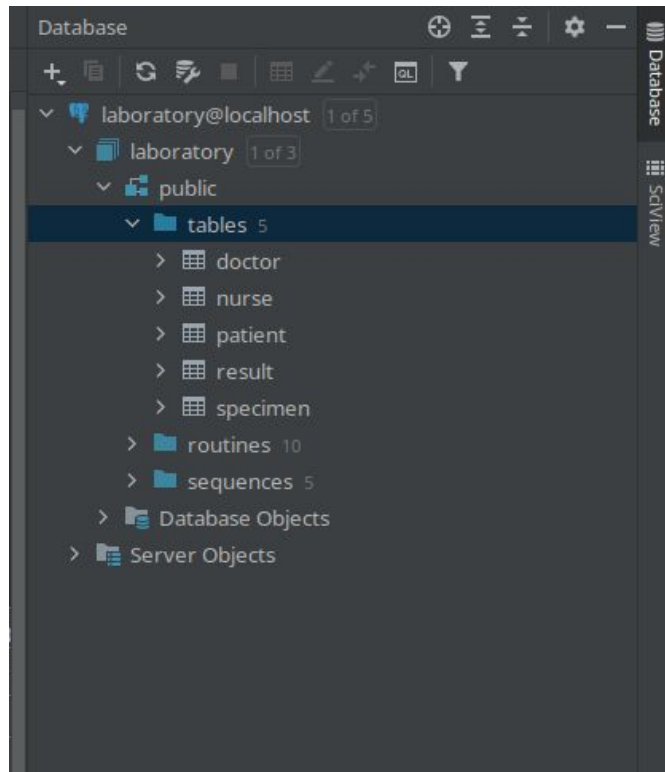 Database
QL
laboratory@localhost 1 of 5
laboratory 1 of 3
public
tables 5
doctor
nurse
patient
result
specimen
routines 10
sequences 5
Database Objects
Server Objects
Database
SciView